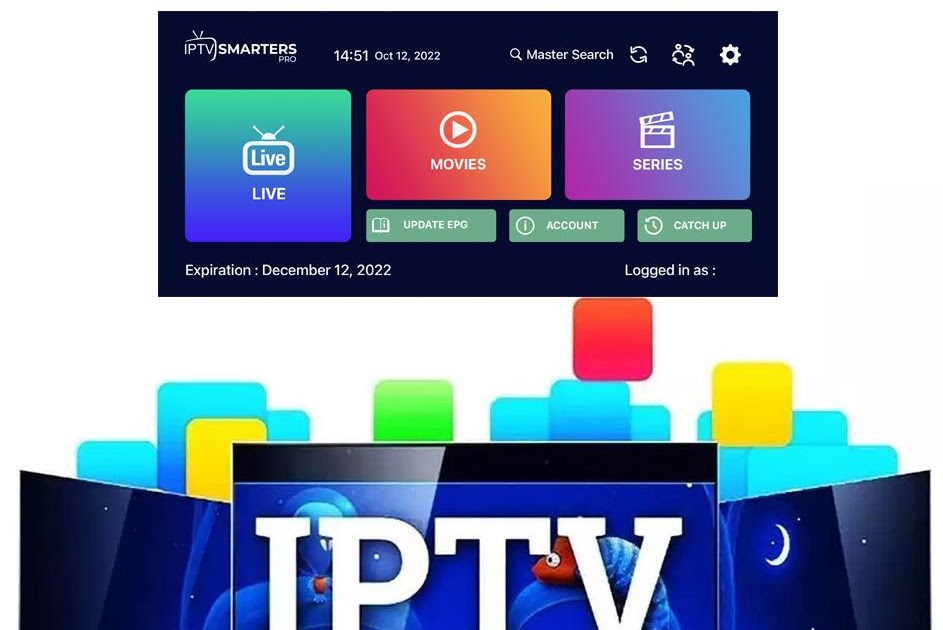 IPTV SMARTERS
PRO
14:51 Oct 12, 2022
Master Search
Live
LIVE
MOVIES
SERIES
UPDATE EPG
ACCOUNT
CATCH UP
Expiration : December 12, 2022
Logged in as :
IPTV